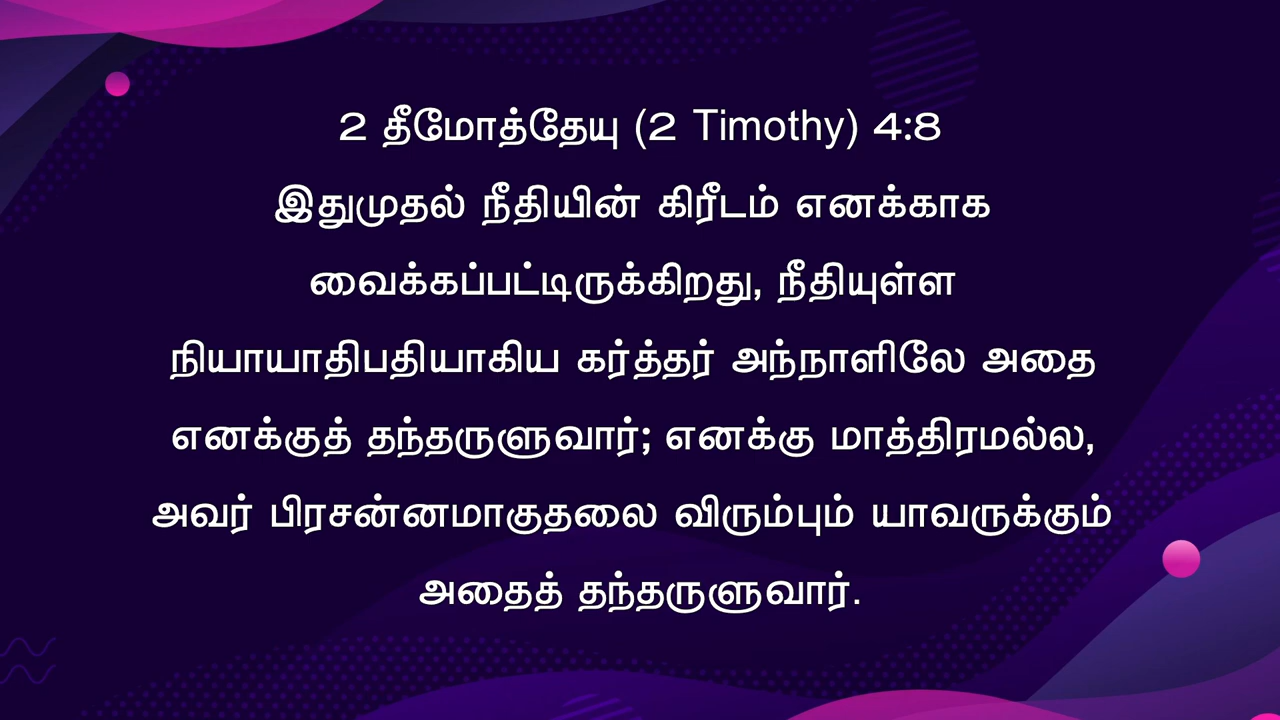 2 தீமோத்தேயு (2 Timothy) 4:8
இதுமுதல் நீதியின் கிரீடம் எனக்காக
வைக்கப்பட்டிருக்கிறது, நீதியுள்ள
நியாயாதிபதியாகிய கர்த்தர் அந்நாளிலே அதை
எனக்குத் தந்தருளுவார்; எனக்கு மாத்திரமல்ல,
அவர் பிரசன்னமாகுதலை விரும்பும் யாவருக்கும்
அதைத் தந்தருளுவார்.